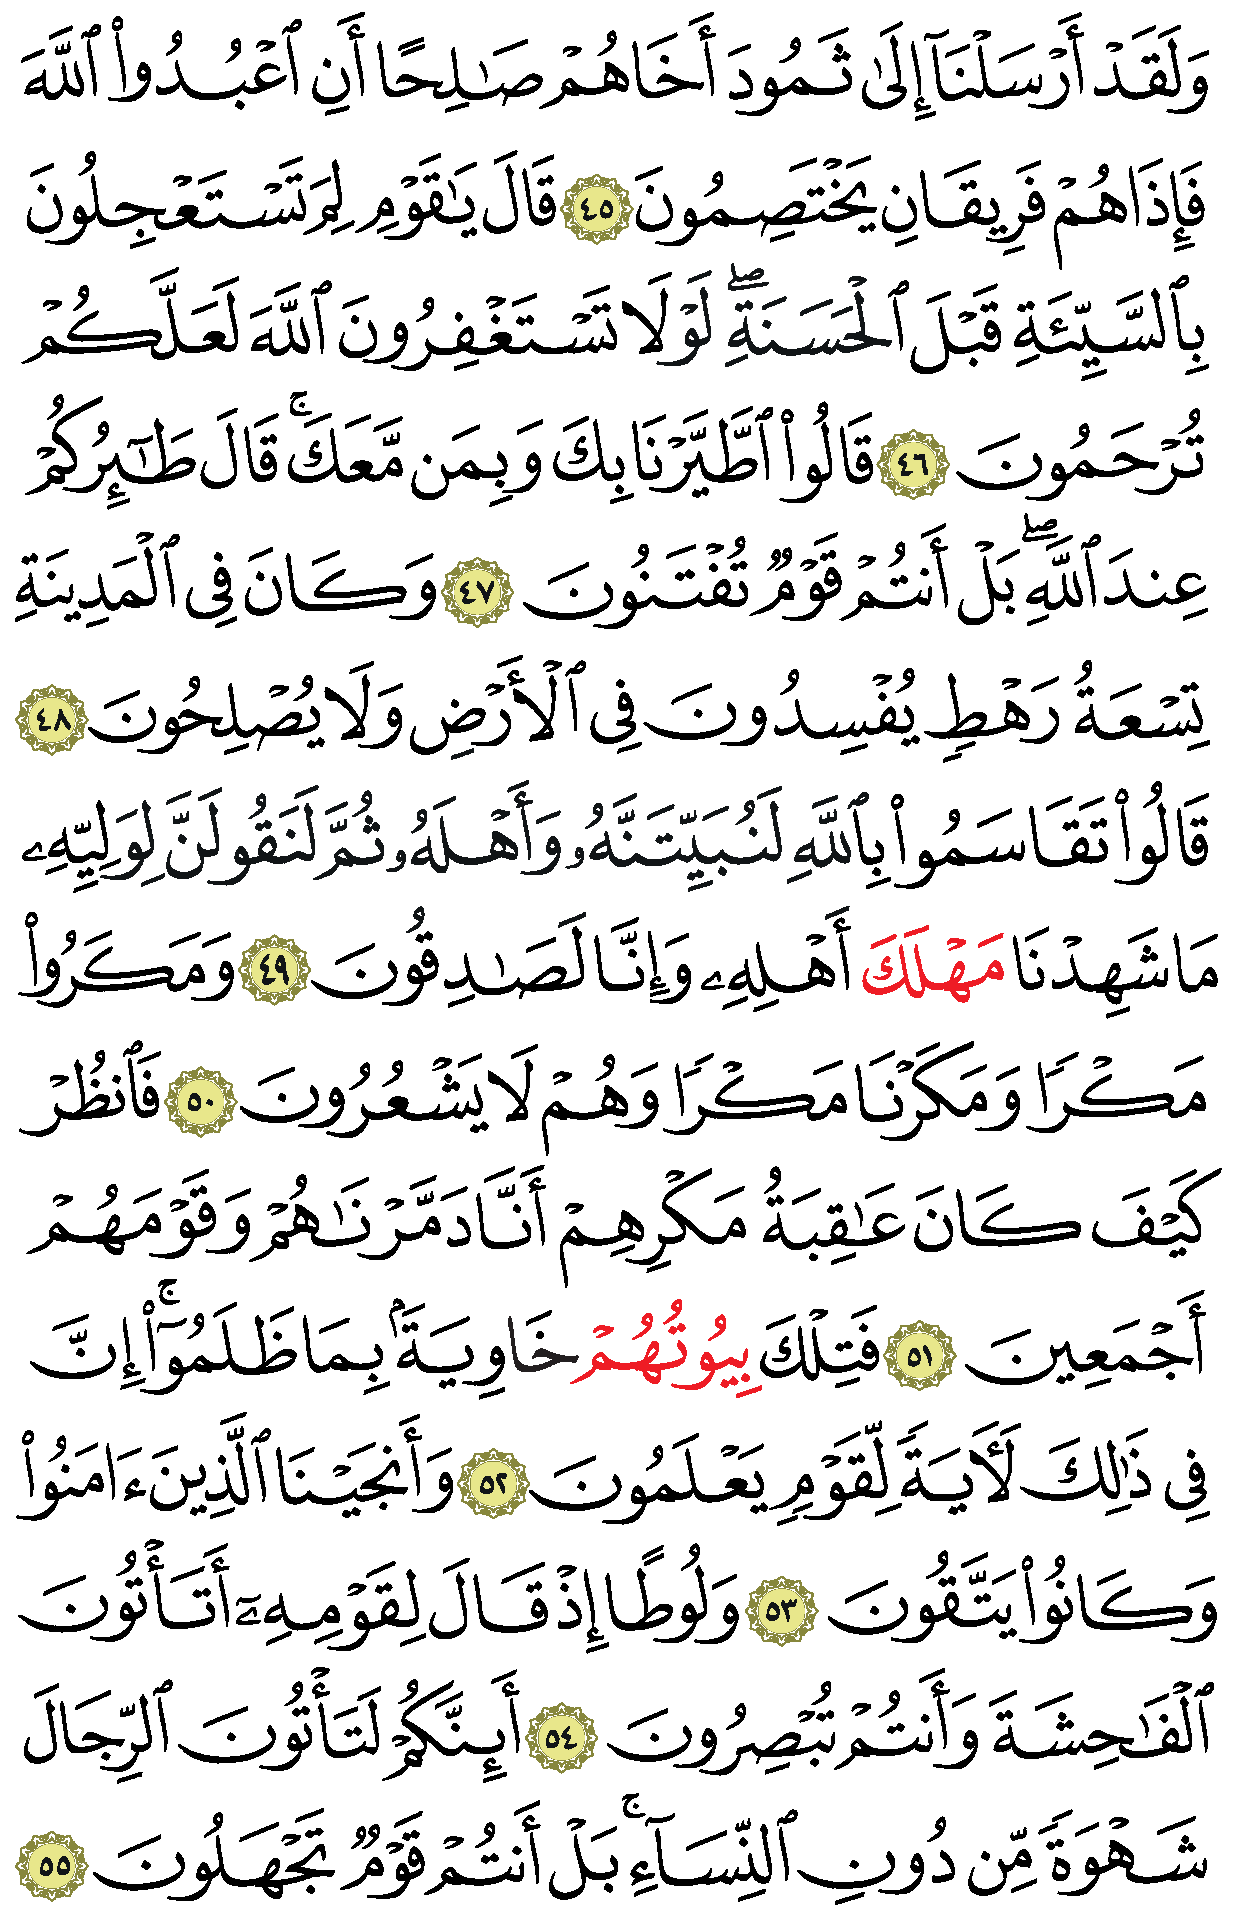 وَلَقَدْ أَرْسَلْنَآ إِلَىٰ ثَمُودَ أَخَاهُمْ صَٰلِحًا أَنِ ٱعْبُدُوا۟ ٱللَّهَ
فَإِذَا هُمْ فَرِيقَانِ يَخْتَصِمُونَ ٤٥ قَالَ يَٰقَوْمِ لِمَ تَسْتَعْجِلُونَ
بِٱلسَّيِّئَةِ قَبْلَ ٱلْحَسَنَةِ ۖ لَوْلَا تَسْتَغْفِرُونَ ٱللَّهَ لَعَلَّكُمْ
تُرْحَمُونَ ٤٦ قَالُوا۟ ٱطَّيَّرْنَا بِكَ وَبِمَن مَّعَكَ ۚ قَالَ طَٰٓئِرُكُمْ
عِندَ ٱللَّهِ ۖ بَلْ أَنتُمْ قَوْمٌ تُفْتَنُونَ ٤٧ وَكَانَ فِى ٱلْمَدِينَةِ
تِسْعَةُ رَهْطٍ يُفْسِدُونَ فِى ٱلْأَرْضِ وَلَا يُصْلِحُونَ ٤٨
قَالُوا۟ تَقَاسَمُوا۟ بِٱللَّهِ لَنُبَيِّتَنَّهُۥ وَأَهْلَهُۥ ثُمَّ لَنَقُولَنَّ لِوَلِيِّهِۦ
مَا شَهِدْنَا مَهْلَكَ أَهْلِهِۦ وَإِنَّا لَصَٰدِقُونَ ٤٩ وَمَكَرُوا۟
مَكْرًا وَمَكَرْنَا مَكْرًا وَهُمْ لَا يَشْعُرُونَ ٥٠ فَٱنظُرْ
كَيْفَ كَانَ عَٰقِبَةُ مَكْرِهِمْ أَنَّا دَمَّرْنَٰهُمْ وَقَوْمَهُمْ
أَجْمَعِينَ ٥١ فَتِلْكَ بِيُوتُهُمْ خَاوِيَةًۢ بِمَا ظَلَمُوٓا۟ ۚ إِنَّ
فِى ذَٰلِكَ لَءَايَةً لِّقَوْمٍ يَعْلَمُونَ ٥٢ وَأَنجَيْنَا ٱلَّذِينَ ءَامَنُوا۟
وَكَانُوا۟ يَتَّقُونَ ٥٣ وَلُوطًا إِذْ قَالَ لِقَوْمِهِۦٓ أَتَأْتُونَ
ٱلْفَٰحِشَةَ وَأَنتُمْ تُبْصِرُونَ ٥٤ أَئِنَّكُمْ لَتَأْتُونَ ٱلرِّجَالَ
شَهْوَةً مِّن دُونِ ٱلنِّسَآءِ ۚ بَلْ أَنتُمْ قَوْمٌ تَجْهَلُونَ ٥٥